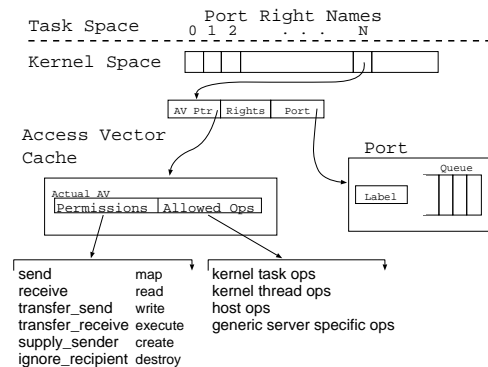 Port Right Names
Task Space
0 1 2 . . . N
Kernel Space
AV Ptr Rights Port
Access Vector
Cache
Port
Queue
Label
Actual AV
Permissions Allowed Ops
send map
receive read
transfer_send write
transfer_receive execute
supply_sender create
ignore_recipient destroy
kernel task ops
kernel thread ops
host ops
generic server specific ops